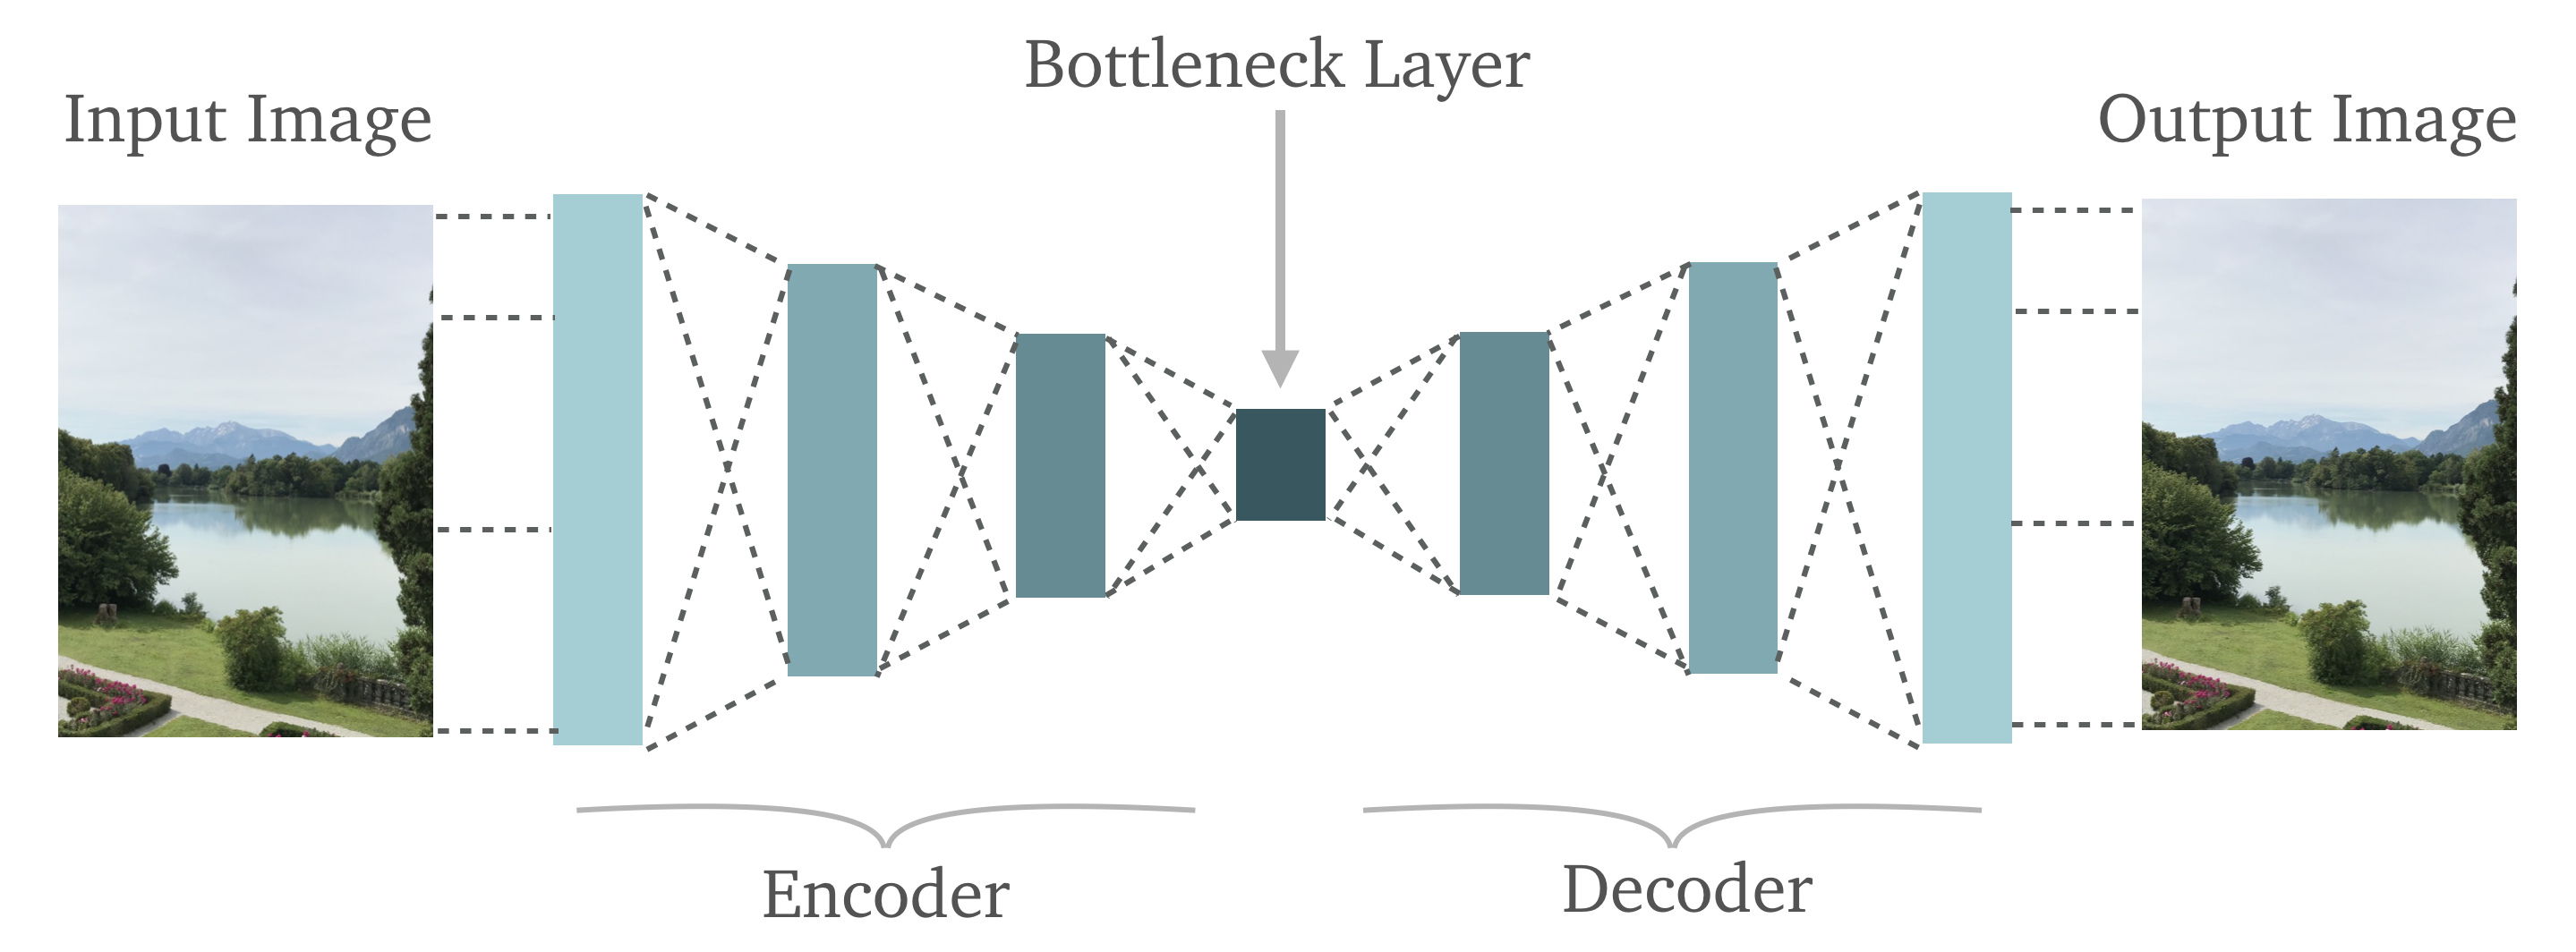 Bottleneck Layer
Input Image
Output Image
Encoder
Decoder